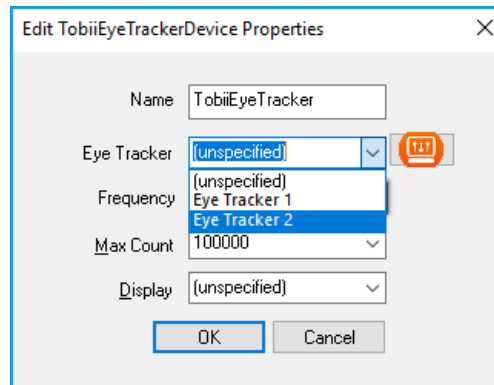 Edit TobiiEyeTrackerDevice Properties
Name TobiiEyeTracker
Eye Tracker (unspecified)
(unspecified)
Frequency
Eye Tracker 1
Eye Tracker 2
Max Count 100000
Display (unspecified)
OK Cancel